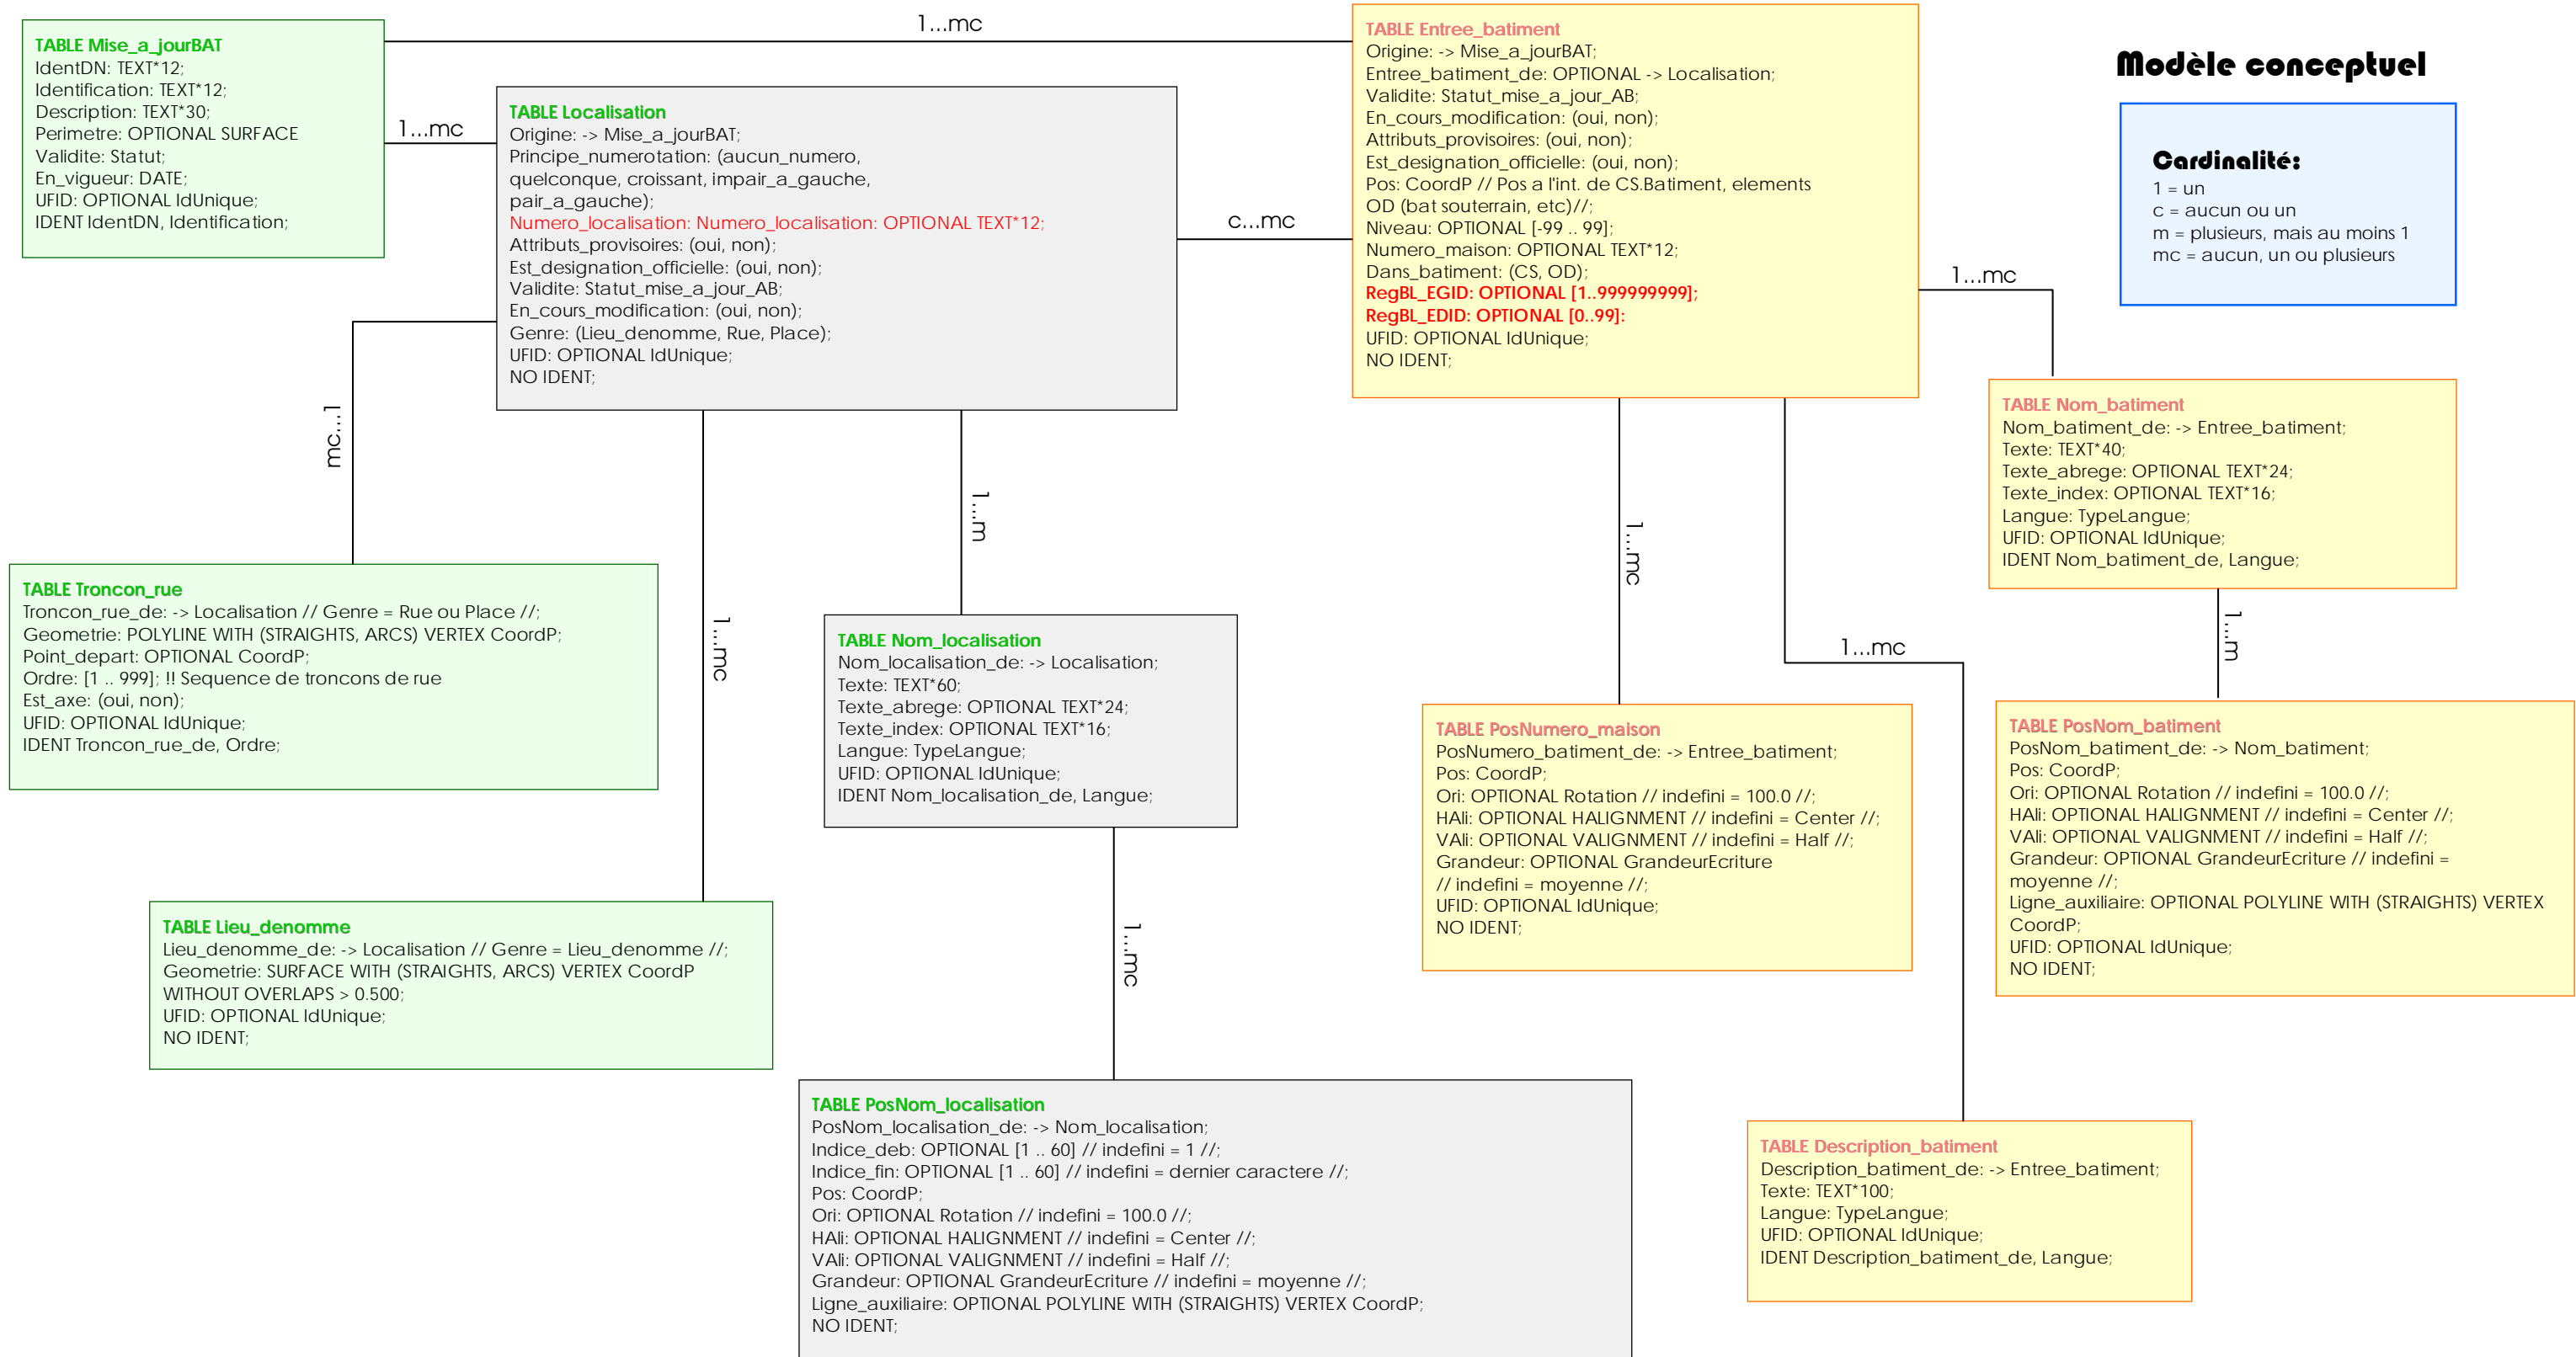 1...mc
TABLE Mise_a_jourBAT
IdentDN: TEXT*12;
Identification: TEXT*12;
Description: TEXT*30;
Perimetre: OPTIONAL SURFACE
Validite: Statut;
En_vigueur: DATE;
UFID: OPTIONAL IdUnique;
IDENT IdentDN, Identification;
1...mc
TABLE Localisation
Origine: -> Mise_a_jourBAT;
Principe_numerotation: (aucun_numero,
quelconque, croissant, impair_a_gauche,
pair_a_gauche);
Numero_localisation: Numero_localisation: OPTIONAL TEXT*12;
Attributs_provisoires: (oui, non);
Est_designation_officielle: (oui, non);
Validite: Statut_mise_a_jour_AB;
En_cours_modification: (oui, non);
Genre: (Lieu_denomme, Rue, Place);
UFID: OPTIONAL IdUnique;
NO IDENT;
c...mc
TABLE Entree_batiment
Origine: -> Mise_a_jourBAT;
Entree_batiment_de: OPTIONAL -> Localisation;
Validite: Statut_mise_a_jour_AB;
En_cours_modification: (oui, non);
Attributs_provisoires: (oui, non);
Est_designation_officielle: (oui, non);
Pos: CoordP // Pos a l'int. de CS.Batiment, elements
OD (bat souterrain, etc)//;
Niveau: OPTIONAL [-99 .. 99];
Numero_maison: OPTIONAL TEXT*12;
Dans_batiment: (CS, OD);
RegBL_EGID: OPTIONAL [1..999999999];
RegBL_EDID: OPTIONAL [0..99]:
UFID: OPTIONAL IdUnique;
NO IDENT;
Modèle conceptuel
Cardinalité:
1 = un
c = aucun ou un
m = plusieurs, mais au moins 1
mc = aucun, un ou plusieurs
1...mc
TABLE Nom_batiment
Nom_batiment_de: -> Entree_batiment;
Texte: TEXT*40;
Texte_abrege: OPTIONAL TEXT*24;
Texte_index: OPTIONAL TEXT*16;
Langue: TypeLangue;
UFID: OPTIONAL IdUnique;
IDENT Nom_batiment_de, Langue;
mc...1
1...m
1...mc
1...mc
1...mc
1...m
TABLE Troncon_rue
Troncon_rue_de: -> Localisation // Genre = Rue ou Place //;
Geometrie: POLYLINE WITH (STRAIGHTS, ARCS) VERTEX CoordP;
Point_depart: OPTIONAL CoordP;
Ordre: [1 .. 999]; !! Sequence de troncons de rue
Est_axe: (oui, non);
UFID: OPTIONAL IdUnique;
IDENT Troncon_rue_de, Ordre;
TABLE Nom_localisation
Nom_localisation_de: -> Localisation;
Texte: TEXT*60;
Texte_abrege: OPTIONAL TEXT*24;
Texte_index: OPTIONAL TEXT*16;
Langue: TypeLangue;
UFID: OPTIONAL IdUnique;
IDENT Nom_localisation_de, Langue;
TABLE PosNumero_maison
PosNumero_batiment_de: -> Entree_batiment;
Pos: CoordP;
Ori: OPTIONAL Rotation // indefini = 100.0 //;
HAli: OPTIONAL HALIGNMENT // indefini = Center //;
VAli: OPTIONAL VALIGNMENT // indefini = Half //;
Grandeur: OPTIONAL GrandeurEcriture
// indefini = moyenne //;
UFID: OPTIONAL IdUnique;
NO IDENT;
TABLE PosNom_batiment
PosNom_batiment_de: -> Nom_batiment;
Pos: CoordP;
Ori: OPTIONAL Rotation // indefini = 100.0 //;
HAli: OPTIONAL HALIGNMENT // indefini = Center //;
VAli: OPTIONAL VALIGNMENT // indefini = Half //;
Grandeur: OPTIONAL GrandeurEcriture // indefini =
moyenne //;
Ligne_auxiliaire: OPTIONAL POLYLINE WITH (STRAIGHTS) VERTEX
CoordP;
UFID: OPTIONAL IdUnique;
NO IDENT;
TABLE Lieu_denomme
Lieu_denomme_de: -> Localisation // Genre = Lieu_denomme //;
Geometrie: SURFACE WITH (STRAIGHTS, ARCS) VERTEX CoordP
WITHOUT OVERLAPS > 0.500;
UFID: OPTIONAL IdUnique;
NO IDENT;
1...mc
TABLE PosNom_localisation
PosNom_localisation_de: -> Nom_localisation;
Indice_deb: OPTIONAL [1 .. 60] // indefini = 1 //;
Indice_fin: OPTIONAL [1 .. 60] // indefini = dernier caractere //;
Pos: CoordP;
Ori: OPTIONAL Rotation // indefini = 100.0 //;
HAli: OPTIONAL HALIGNMENT // indefini = Center //;
VAli: OPTIONAL VALIGNMENT // indefini = Half //;
Grandeur: OPTIONAL GrandeurEcriture // indefini = moyenne //;
Ligne_auxiliaire: OPTIONAL POLYLINE WITH (STRAIGHTS) VERTEX CoordP;
NO IDENT;
TABLE Description_batiment
Description_batiment_de: -> Entree_batiment;
Texte: TEXT*100;
Langue: TypeLangue;
UFID: OPTIONAL IdUnique;
IDENT Description_batiment_de, Langue;